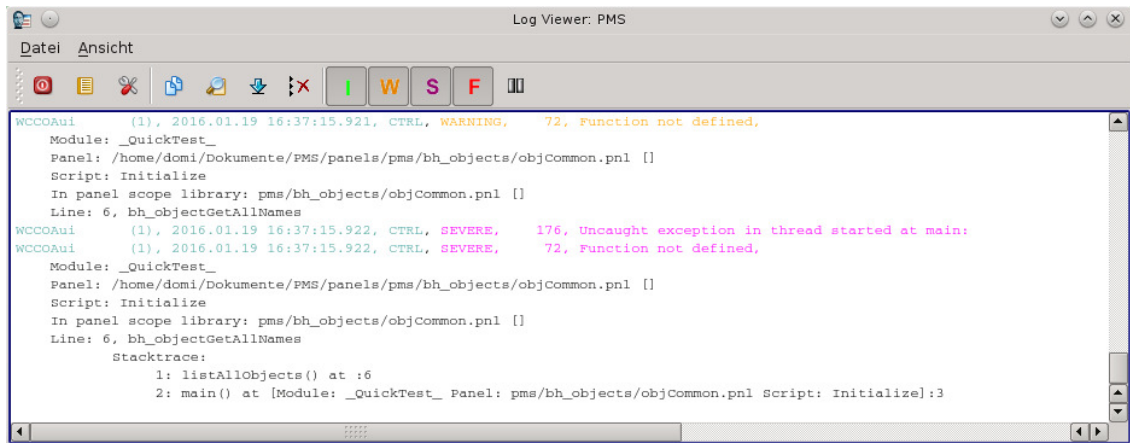 Log Viewer: PMS
Datei Ansicht
I W S F
WCCOAui (1), 2016.01.19 16:37:15.921, CTRL, WARNING, 72, Function not defined,
Module: _QuickTest_
Panel: /home/domi/Dokumente/PMS/panels/pms/bh_objects/objCommon.pnl []
Script: Initialize
In panel scope library: pms/bh_objects/objCommon.pnl []
Line: 6, bh_objectGetAllNames
WCCOAui (1), 2016.01.19 16:37:15.922, CTRL, SEVERE, 176, Uncaught exception in thread started at main:
WCCOAui (1), 2016.01.19 16:37:15.922, CTRL, SEVERE, 72, Function not defined,
Module: _QuickTest_
Panel: /home/domi/Dokumente/PMS/panels/pms/bh_objects/objCommon.pnl []
Script: Initialize
In panel scope library: pms/bh_objects/objCommon.pnl []
Line: 6, bh_objectGetAllNames
Stacktrace:
1: listAllObjects() at :6
2: main() at [Module: _QuickTest_ Panel: pms/bh_objects/objCommon.pnl Script: Initialize]:3